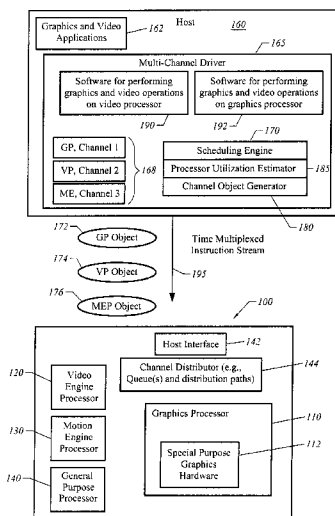 Host
160
Graphics and Video
Applications
162
165
Multi-Channel Driver
Software for performing
graphics and video operations
on video processor
190
Software for performing
graphics and video operations
on graphics processor
192
170
GP, Channel 1
VP, Channel 2
ME, Channel 3
168
Scheduling Engine
Processor Utilization Estimator
Channel Object Generator
185
180
172
GP Object
174
VP Object
176
MEP Object
Time Multiplexed
Instruction Stream
195
100
Host Interface
142
Channel Distributor (e.g.,
Queue(s) and distribution paths)
144
120
Video
Engine
Processor
130
Motion
Engine
Processor
140
General
Purpose
Processor
Graphics Processor
110
112
Special Purpose
Graphics
Hardware